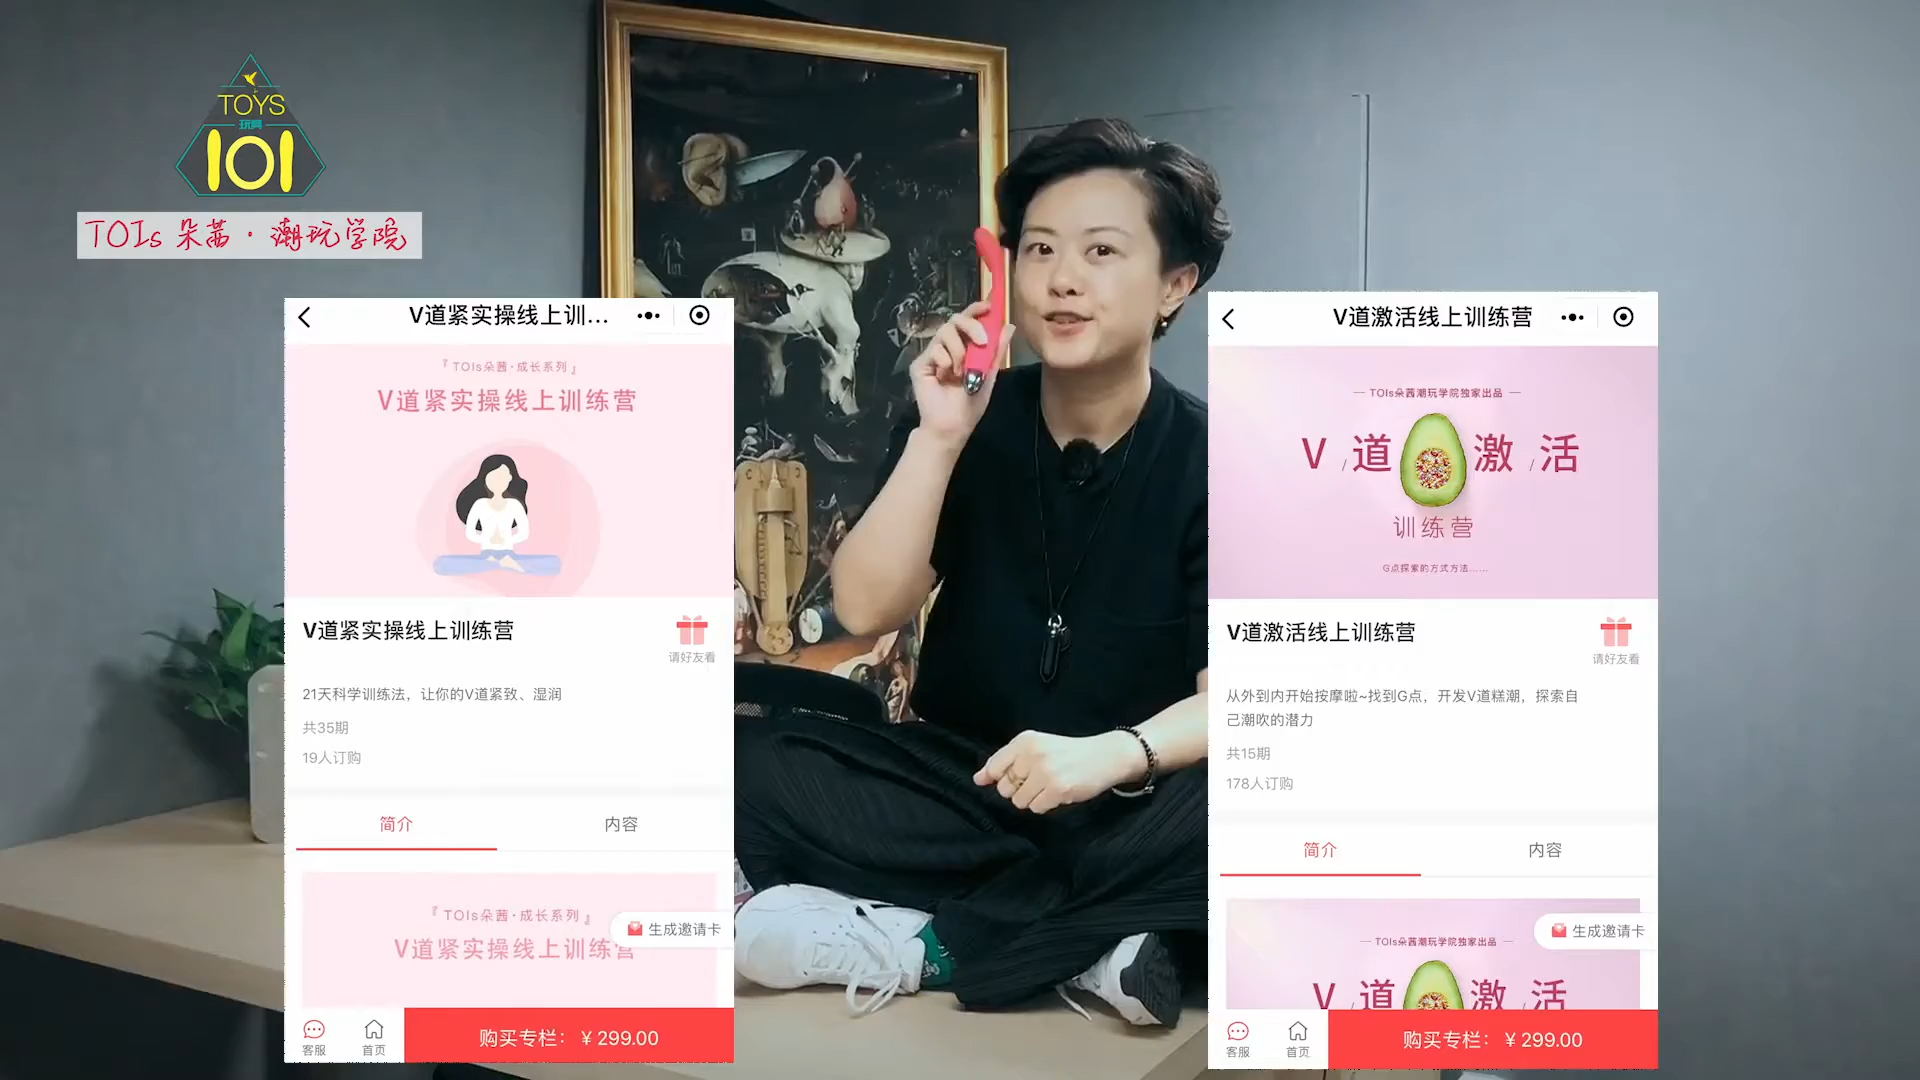 TOYS
玩具
101
TOIs 朵茜·潮玩学院
V道紧实操线上训...
『 TOIs朵茜·成长系列 』
V道紧实操线上训练营
V道紧实操线上训练营
请好友看
21天科学训练法，让你的V道紧致、湿润
共35期
19人订购
简介
内容
『 TOIs朵茜·成长系列 』
V道紧实操线上训练营
生成邀请卡
客服
首页
购买专栏：¥ 299.00
V道激活线上训练营
— TOIs朵茜潮玩学院独家出品 —
V / 道 激 / 活
训练营
G点探索的方式方法......
V道激活线上训练营
请好友看
从外到内开始按摩啦~找到G点，开发V道糕潮，探索自
己潮吹的潜力
共15期
178人订购
简介
内容
— TOIs朵茜潮玩学院独家出品 —
生成邀请卡
V / 道 激 / 活
客服
首页
购买专栏：¥ 299.00